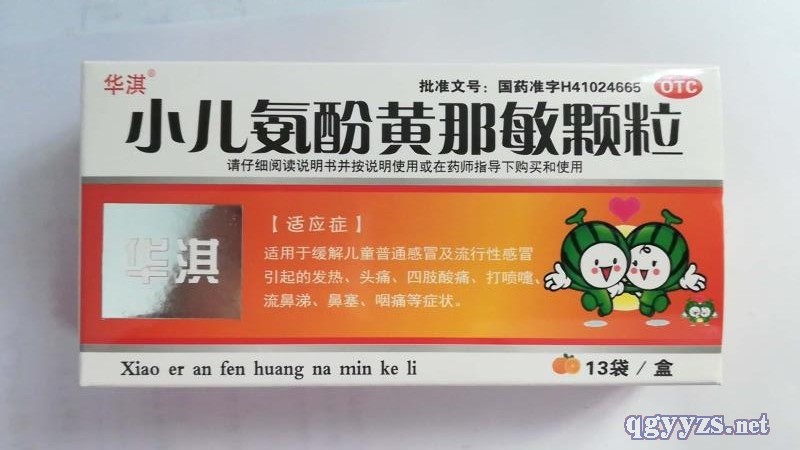 华淇®
批准文号：国药准字H41024665 OTC
小儿氨酚黄那敏颗粒
请仔细阅读说明书并按说明使用或在药师指导下购买和使用
华淇
【适应症】
适用于缓解儿童普通感冒及流行性感冒
引起的发热、头痛、四肢酸痛、打喷嚏、
流鼻涕、鼻塞、咽痛等症状。
Xiao er an fen huang na min ke li
13袋/盒
qgyyzs.net